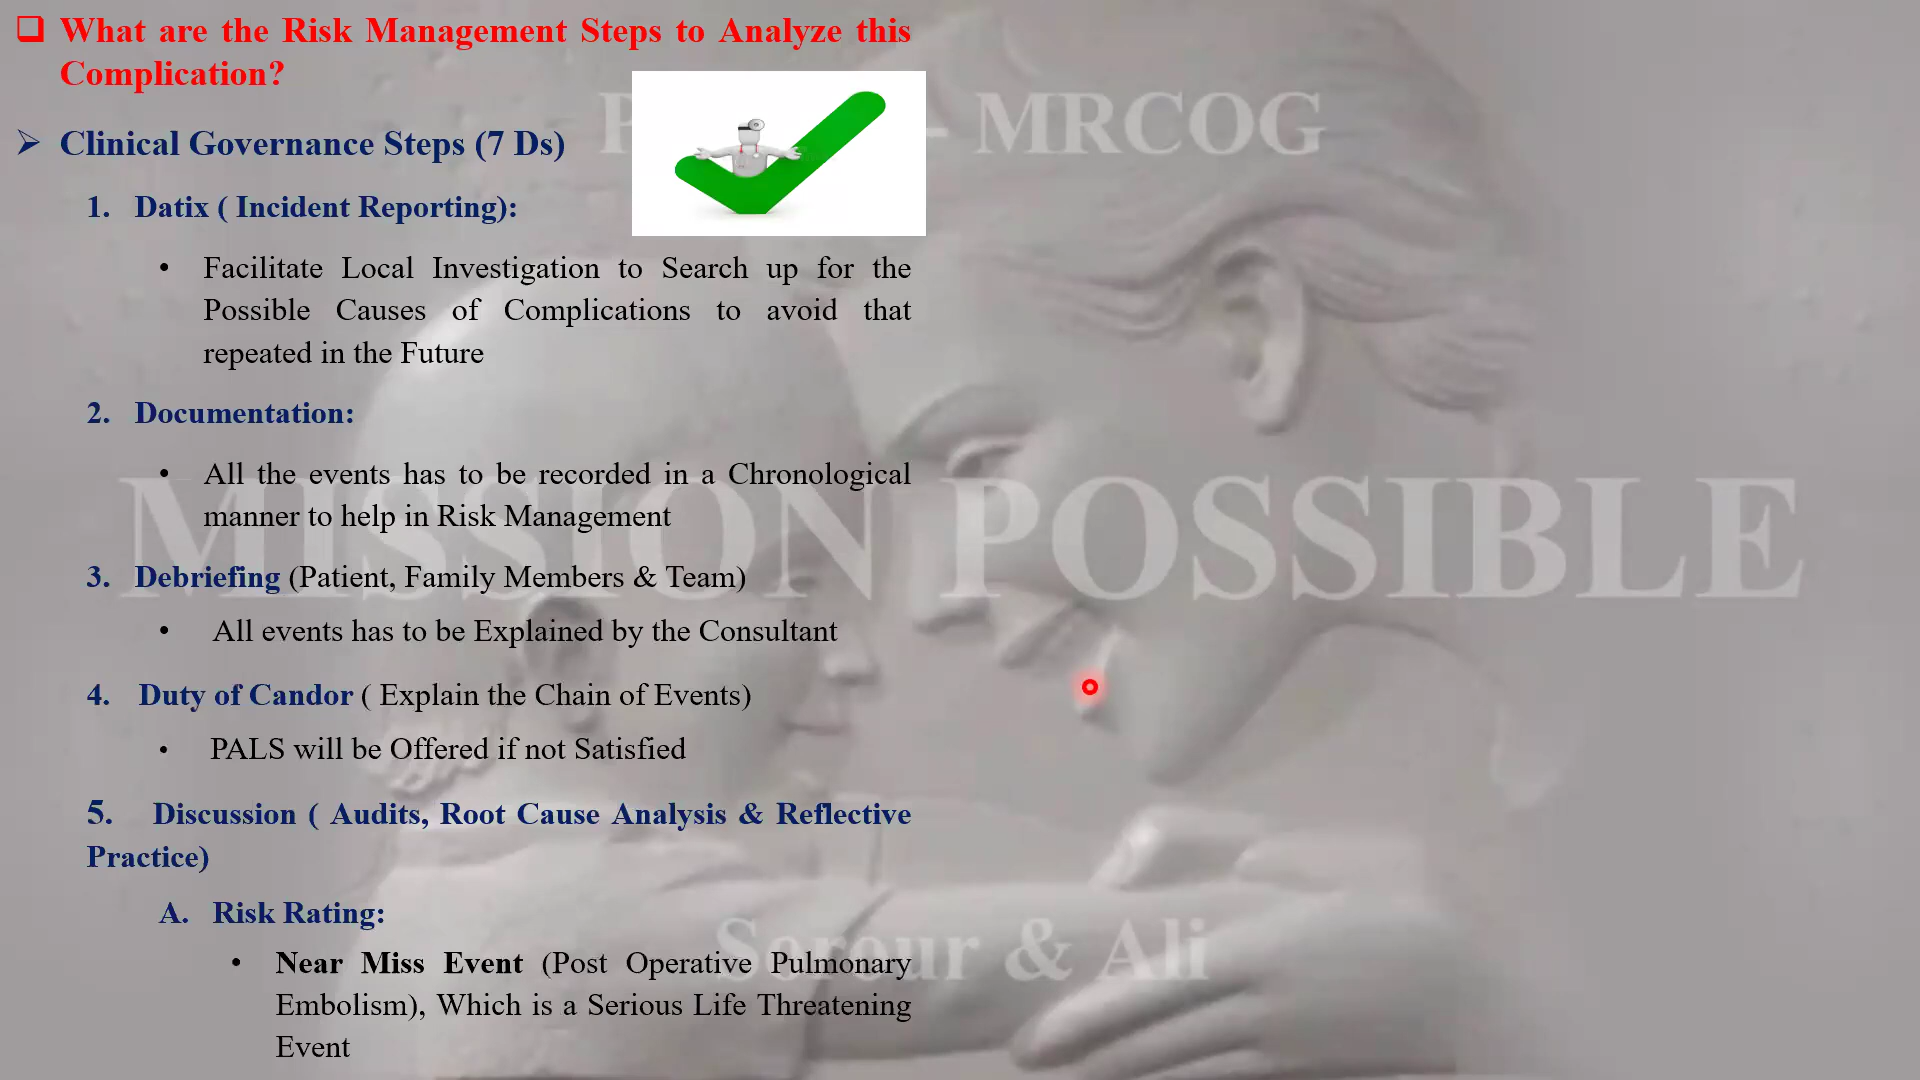 What are the Risk Management Steps to Analyze this
Complication?
- MRCOG
Clinical Governance Steps (7 Ds)
1. Datix ( Incident Reporting):
• Facilitate Local Investigation to Search up for the
Possible Causes of Complications to avoid that
repeated in the Future
2. Documentation:
• All the events has to be recorded in a Chronological
manner to help in Risk Management
MISSION POSSIBLE
3. Debriefing (Patient, Family Members & Team)
• All events has to be Explained by the Consultant
4. Duty of Candor ( Explain the Chain of Events)
• PALS will be Offered if not Satisfied
5. Discussion ( Audits, Root Cause Analysis & Reflective
Practice)
A. Risk Rating:
Sorour & Ali
• Near Miss Event (Post Operative Pulmonary
Embolism), Which is a Serious Life Threatening
Event